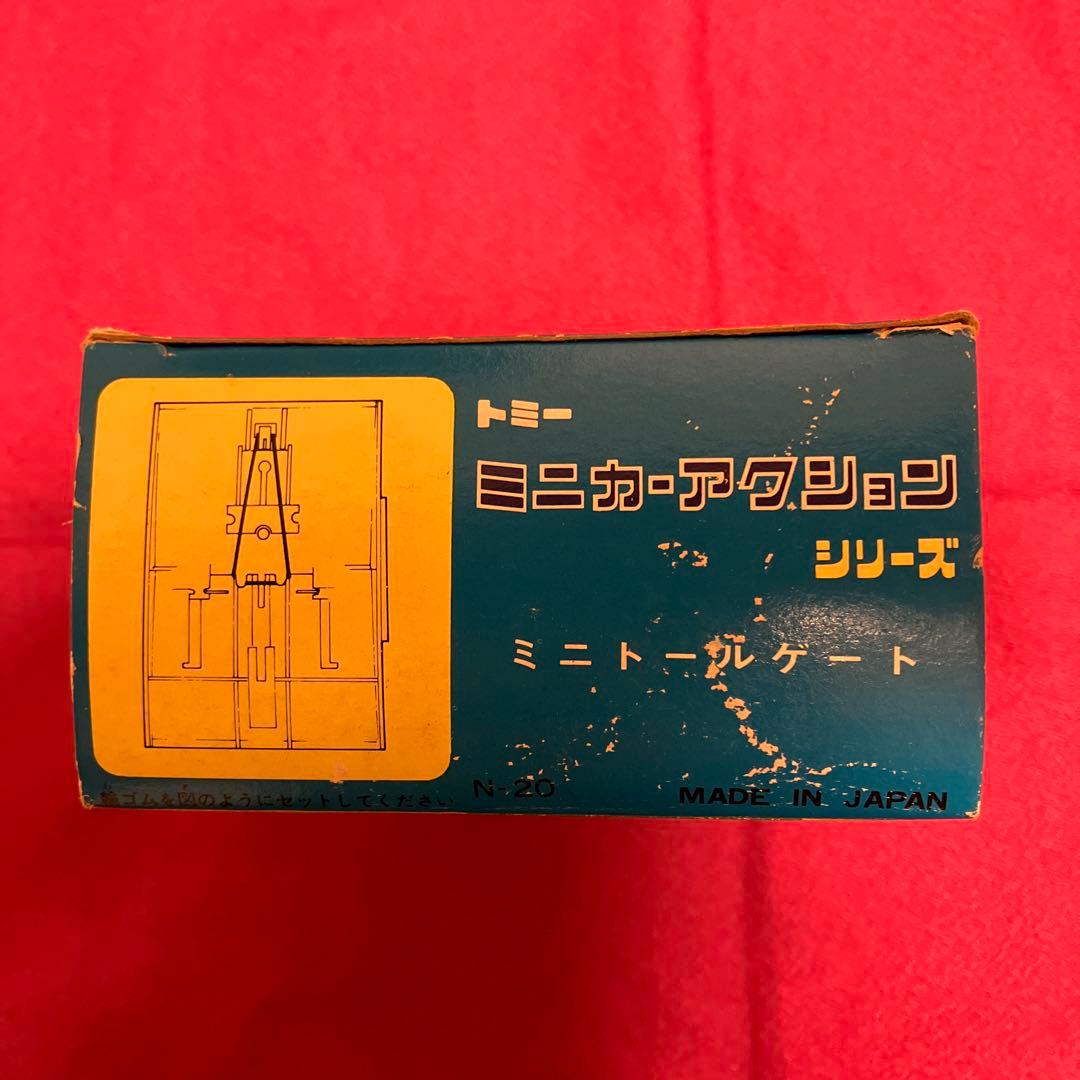 トミー
ミニカーアクション
シリーズ
ミニトールゲート
輪ゴムを図のようにセットしてください
N-20
MADE IN JAPAN